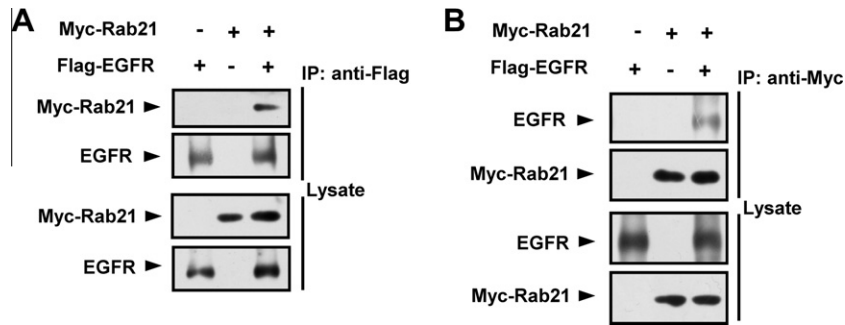 A
Myc-Rab21 - + +
Flag-EGFR + - +
IP: anti-Flag
Myc-Rab21
EGFR
Lysate
Myc-Rab21
EGFR
B
Myc-Rab21 - + +
Flag-EGFR + - +
IP: anti-Myc
EGFR
Myc-Rab21
Lysate
EGFR
Myc-Rab21